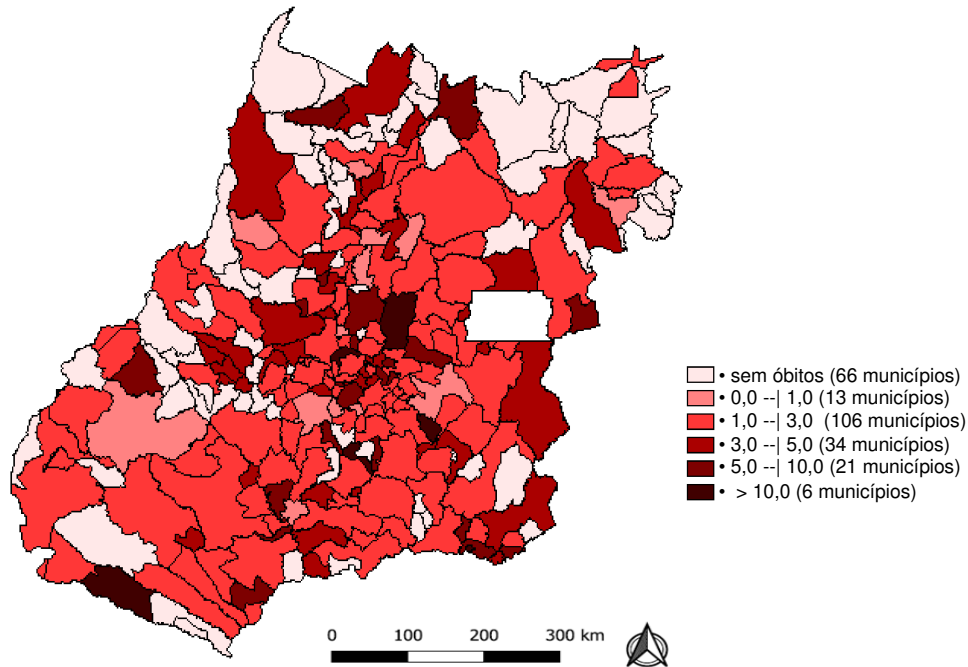 • sem óbitos (66 municípios)
• 0,0 --| 1,0 (13 municípios)
• 1,0 --| 3,0 (106 municípios)
• 3,0 --| 5,0 (34 municípios)
• 5,0 --| 10,0 (21 municípios)
• > 10,0 (6 municípios)
0 100 200 300 km